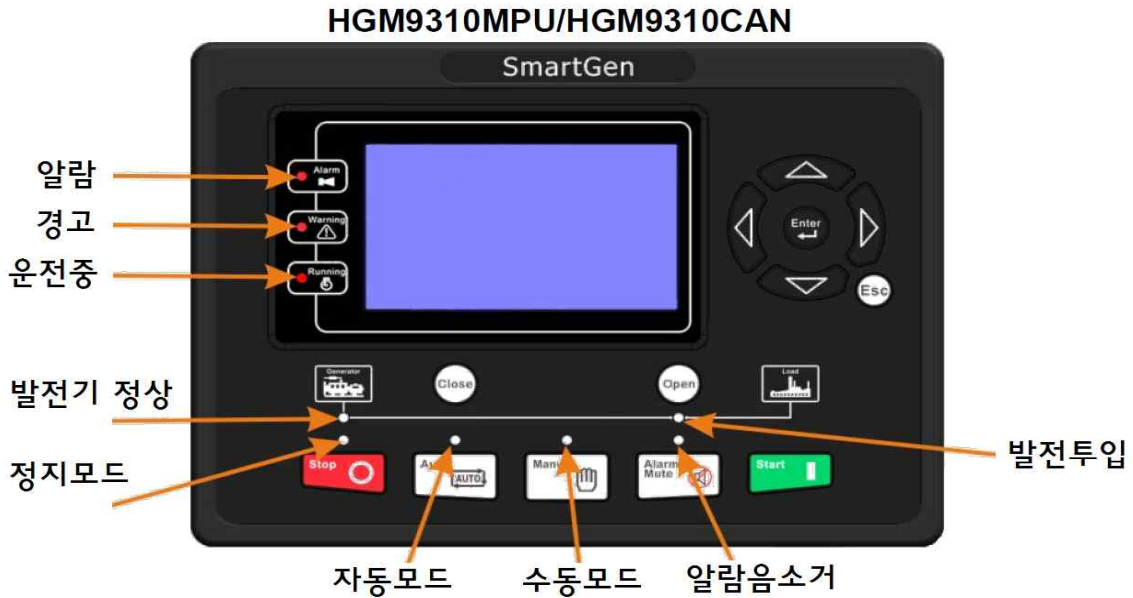 HGM9310MPU/HGM9310CAN
SmartGen
알람
Alarm
경고
Warning
Enter
운전중
Running
Esc
발전기 정상
Generator
Close
Open
Load
정지모드
발전투입
Stop
AUTO
Alarm
Mute
Start
자동모드
수동모드
알람음소거